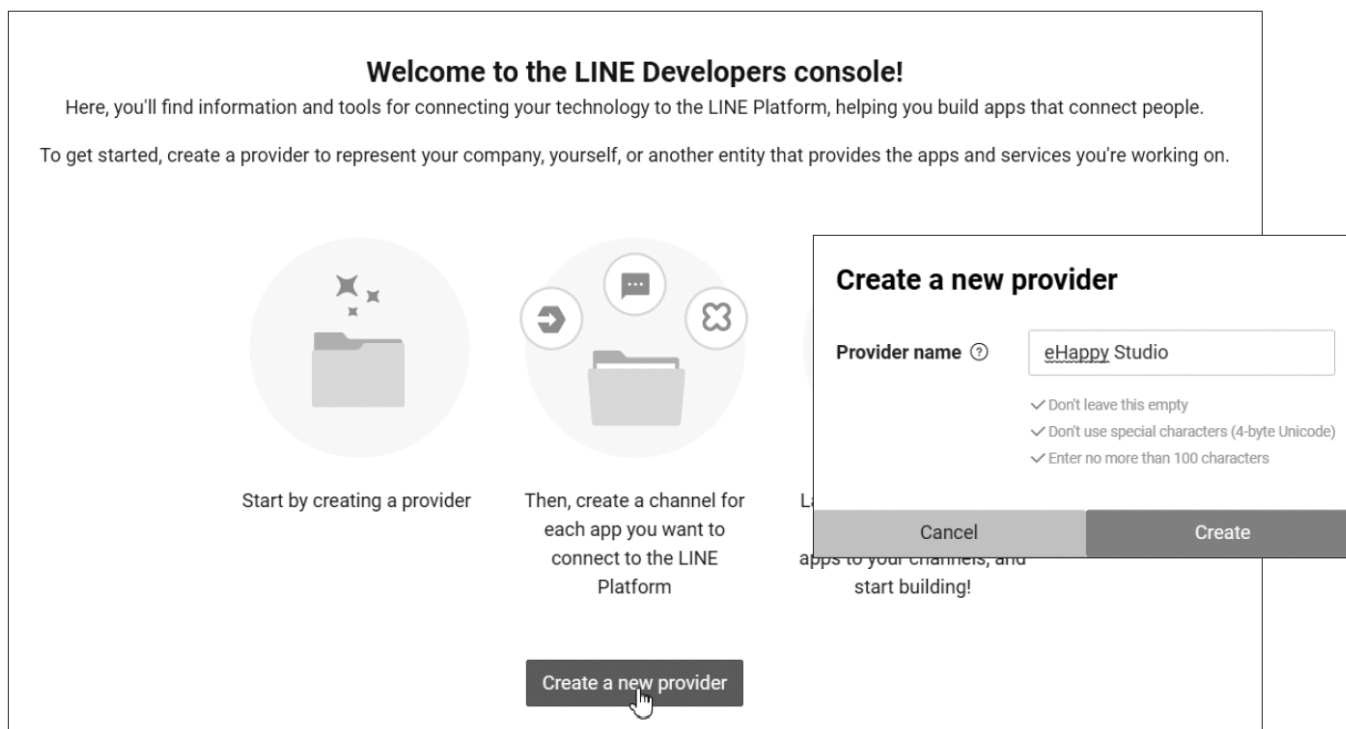 Welcome to the LINE Developers console!
Here, you'll find information and tools for connecting your technology to the LINE Platform, helping you build apps that connect people.
To get started, create a provider to represent your company, yourself, or another entity that provides the apps and services you're working on.
Start by creating a provider
Then, create a channel for
each app you want to
connect to the LINE
Platform
apps to your channels, and
start building!
Create a new provider
Create a new provider
Provider name ?
eHappy Studio
Don't leave this empty
Don't use special characters (4-byte Unicode)
Enter no more than 100 characters
Cancel
Create